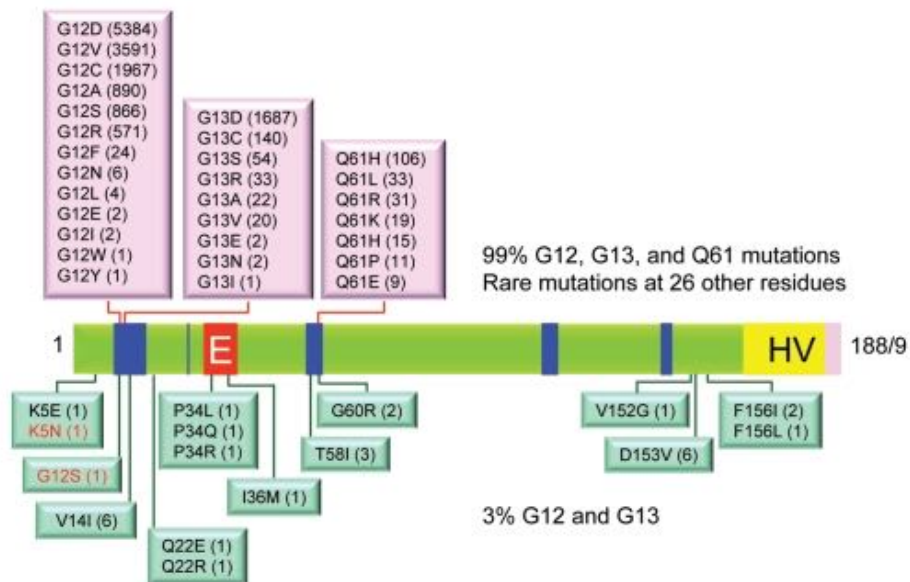 G12D (5384)
G12V (3591)
G12C (1967)
G12A (890)
G12S (866)
G12R (571)
G12F (24)
G12N (6)
G12L (4)
G12E (2)
G12I (2)
G12W (1)
G12Y (1)
G13D (1687)
G13C (140)
G13S (54)
G13R (33)
G13A (22)
G13V (20)
G13E (2)
G13N (2)
G13I (1)
Q61H (106)
Q61L (33)
Q61R (31)
Q61K (19)
Q61H (15)
Q61P (11)
Q61E (9)
99% G12, G13, and Q61 mutations
Rare mutations at 26 other residues
1
E
HV
188/9
K5E (1)
K5N (1)
G12S (1)
V14I (6)
Q22E (1)
Q22R (1)
P34L (1)
P34Q (1)
P34R (1)
I36M (1)
G60R (2)
T58I (3)
V152G (1)
D153V (6)
F156I (2)
F156L (1)
3% G12 and G13